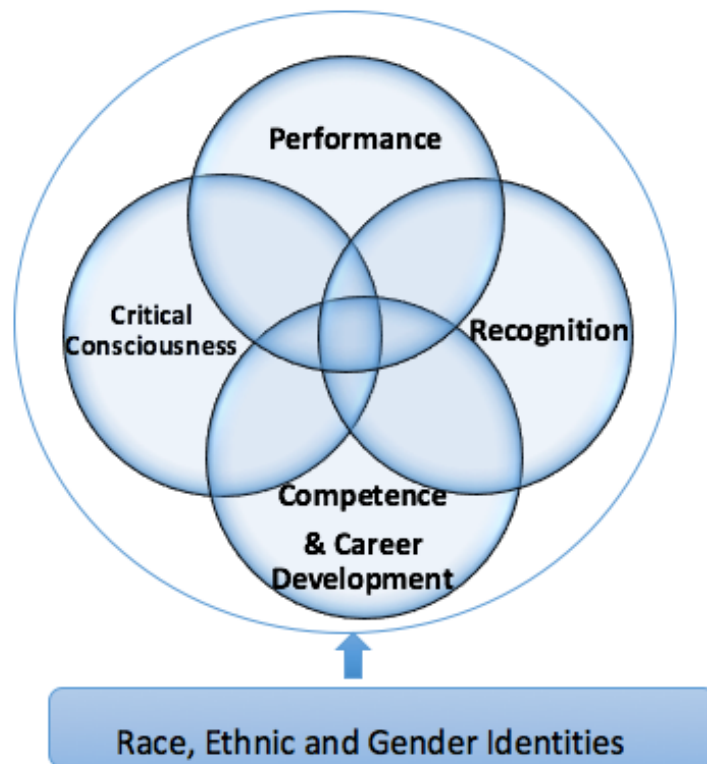 Performance
Critical
Consciousness
Recognition
Competence
& Career
Development
Race, Ethnic and Gender Identities